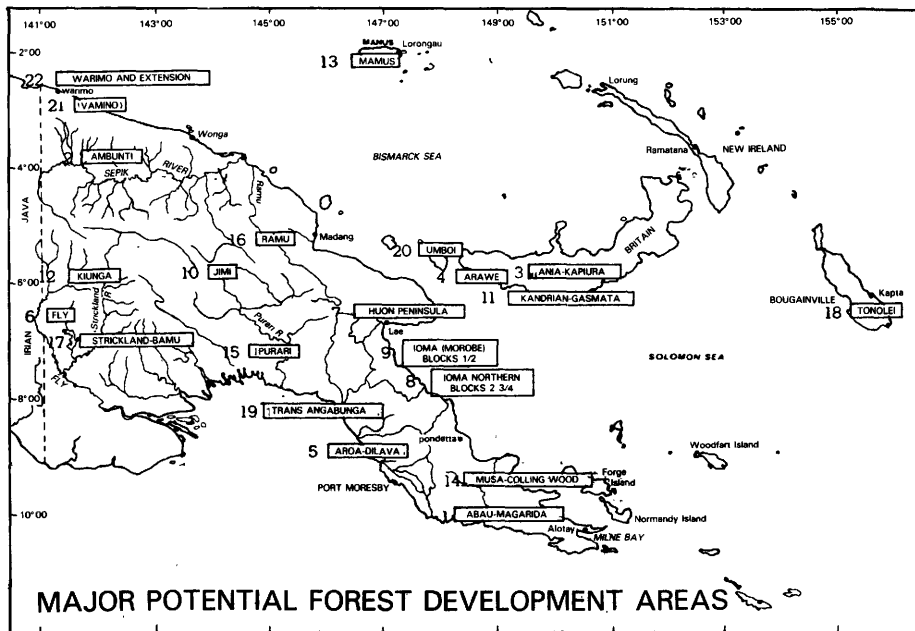 141°00' 143°00' 145°00' 147°00' 149°00' 151°00' 153°00' 155°00'
2°00'
MANUS
Lorongau
13 MAMUS
22 WARIMO AND EXTENSION
warimo
21 (VAMINO)
Lorung
Wonga
2 AMBUNTI
SEPIK RIVER
BISMARCK SEA
Ramatana
NEW IRELAND
4°00'
JAVA
Ramu
16 RAMU
Madang
20 UMBOI
BRITAIN
12 KIUNGA
10 JIMI
4 ARAWE
3 ANIA-KAPIURA
11 KANDRIAN-GASMATA
6°00'
Strickland R.
6 FLY
Purari R.
7 HUON PENINSULA
Lae
BOUGAINVILLE
Kapta
18 TONOLEI
17 STRICKLAND-BAMU
15 PURARI
9 IOMA (MOROBE)
BLOCKS 1/2
SOLOMON SEA
IRIAN
FLY
8 IOMA NORTHERN
BLOCKS 2 3/4
8°00'
19 TRANS ANGABUNGA
pondetta
5 AROA-DILAVA
Woodfart Island
14 MUSA-COLLING WOOD
Forge
Island
PORT MORESBY
10°00'
1 ABAU-MAGARIDA
Normandy Island
Alotay
MILNE BAY
MAJOR POTENTIAL FOREST DEVELOPMENT AREAS